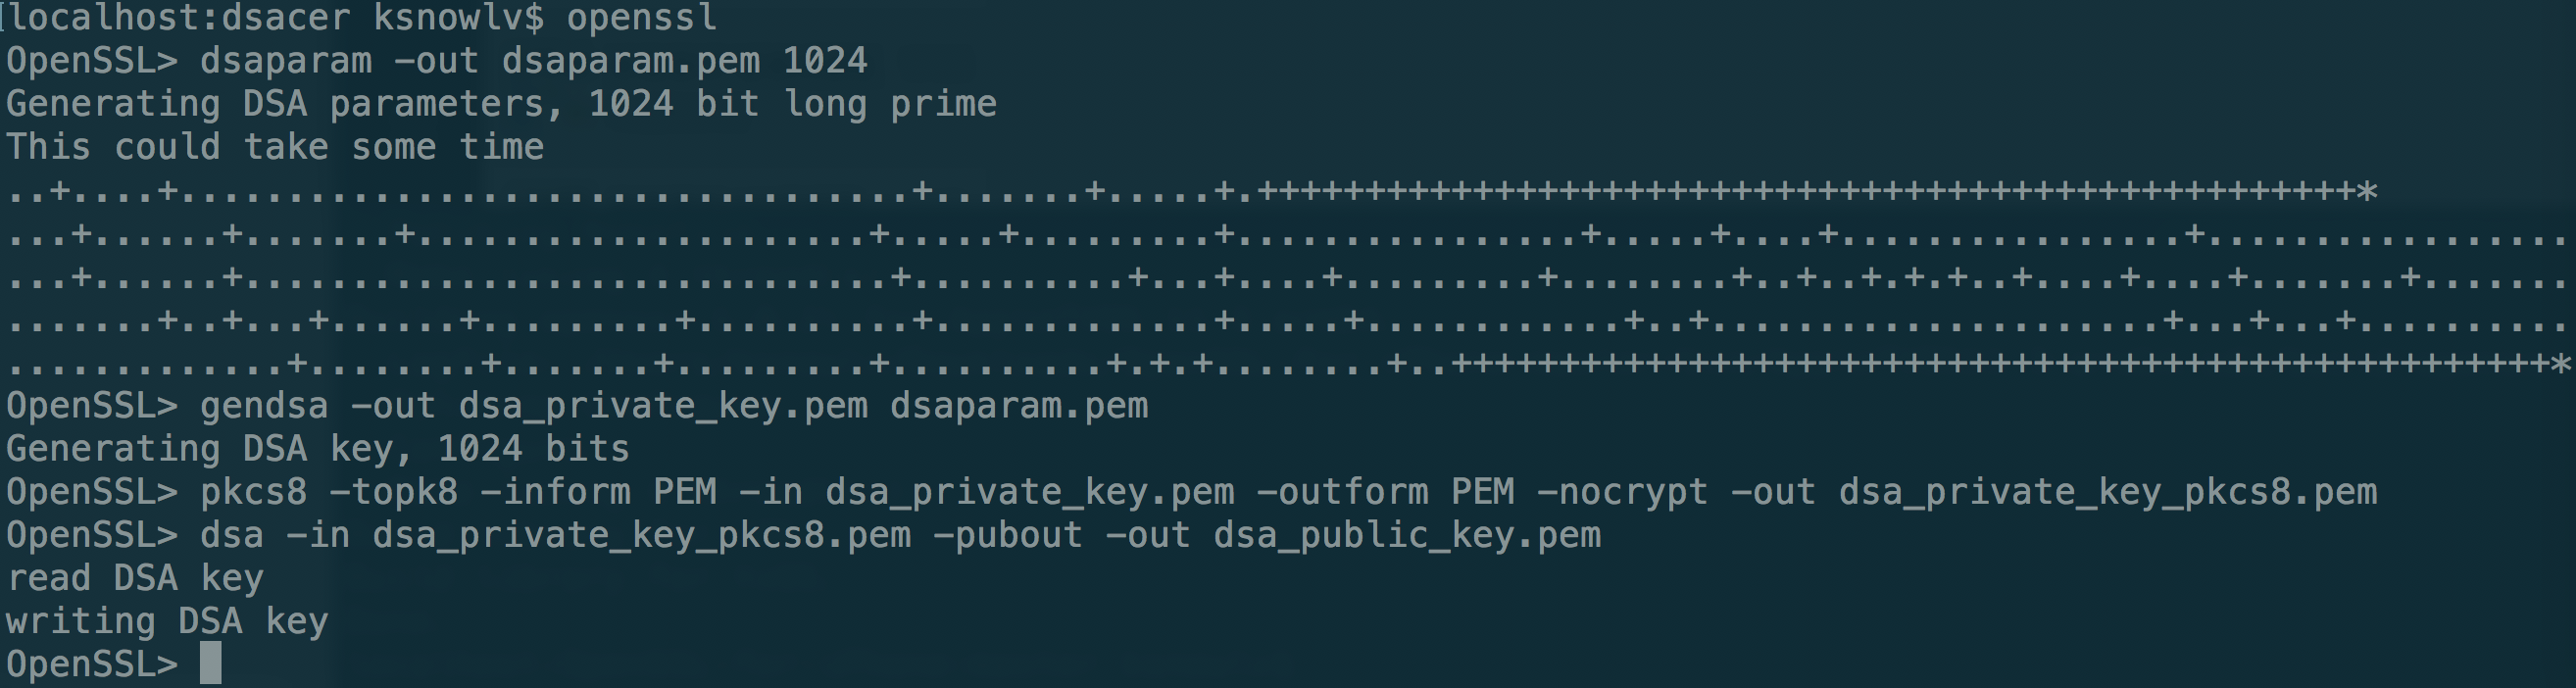 localhost:dsacer ksnowlv$ openssl
OpenSSL> dsaparam -out dsaparam.pem 1024
Generating DSA parameters, 1024 bit long prime
This could take some time
..+....+..................................+.......+.....+.+++++++++++++++++++++++++++++++++++++++++++++++++++*
...+......+.......+.....................+.....+.........+................+.....+....+................+.................
...+......+..............................+..........+...+....+.........+........+..+..+.+.+..+....+....+.......+.......
.......+..+...+......+.........+..........+.............+.....+............+..+.....................+...+...+..........
.............+........+.......+.........+..........+.+.+........+..+++++++++++++++++++++++++++++++++++++++++++++++++++*
OpenSSL> gendsa -out dsa_private_key.pem dsaparam.pem
Generating DSA key, 1024 bits
OpenSSL> pkcs8 -topk8 -inform PEM -in dsa_private_key.pem -outform PEM -nocrypt -out dsa_private_key_pkcs8.pem
OpenSSL> dsa -in dsa_private_key_pkcs8.pem -pubout -out dsa_public_key.pem
read DSA key
writing DSA key
OpenSSL>